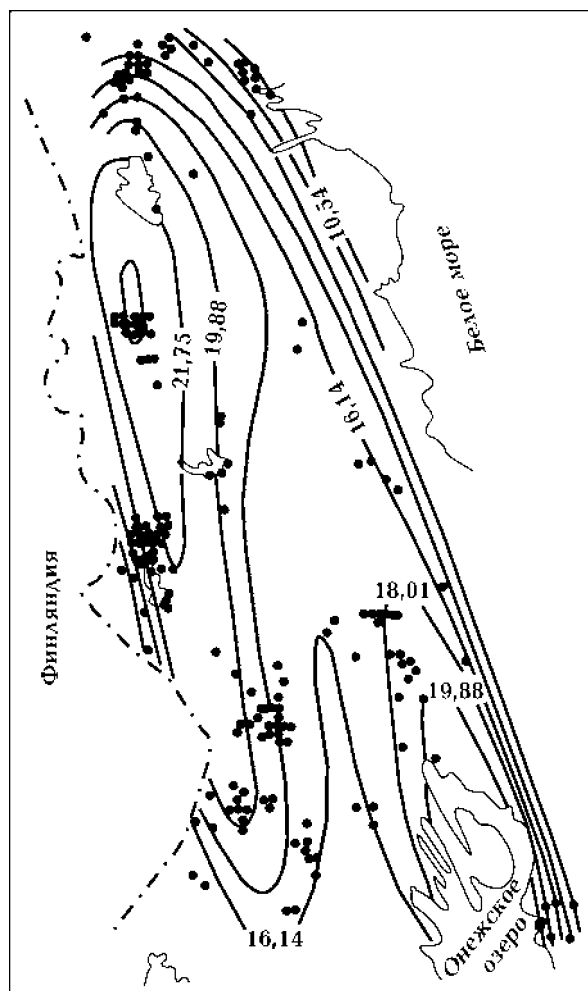 10,54
Белое море
21,75
19,88
16,14
Финляндия
18,01
19,88
16,14
Онежское
озеро